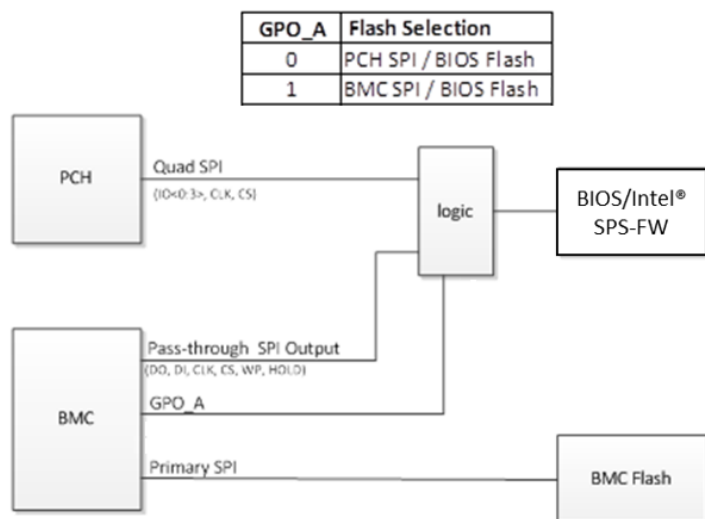 GPO_A Flash Selection
0 PCH SPI / BIOS Flash
1 BMC SPI / BIOS Flash
PCH
Quad SPI
(IO<0:3>, CLK, CS)
logic
BIOS/Intel®
SPS-FW
BMC
Pass-through SPI Output
(DO, DI, CLK, CS, WP, HOLD)
GPO_A
Primary SPI
BMC Flash